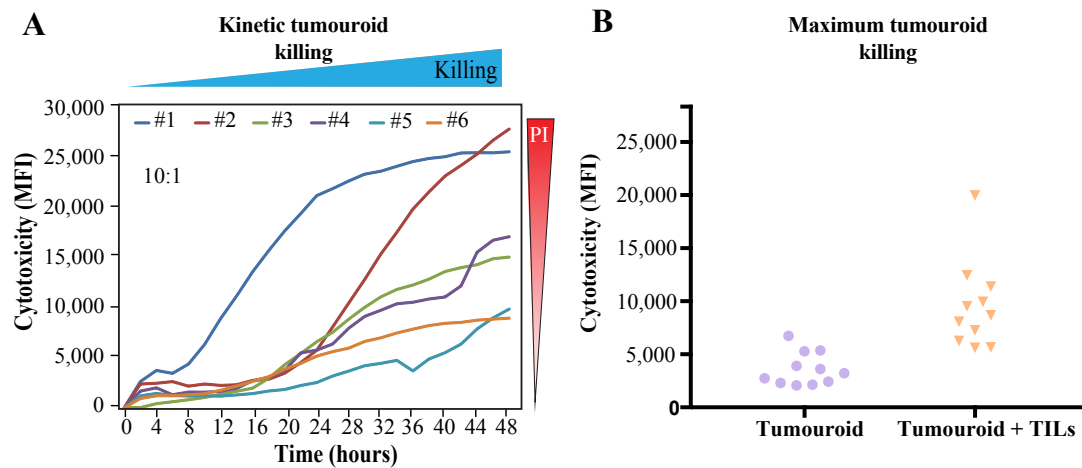 A
Kinetic tumouroid
killing
Killing
30,000
25,000
20,000
15,000
10,000
5,000
0
Cytotoxicity (MFI)
#1 #2 #3 #4 #5 #6
10:1
PI
0 4 8 12 16 20 24 28 32 36 40 44 48
Time (hours)
B
Maximum tumouroid
killing
25,000
20,000
15,000
10,000
5,000
0
Cytotoxicity (MFI)
Tumouroid Tumouroid + TILs